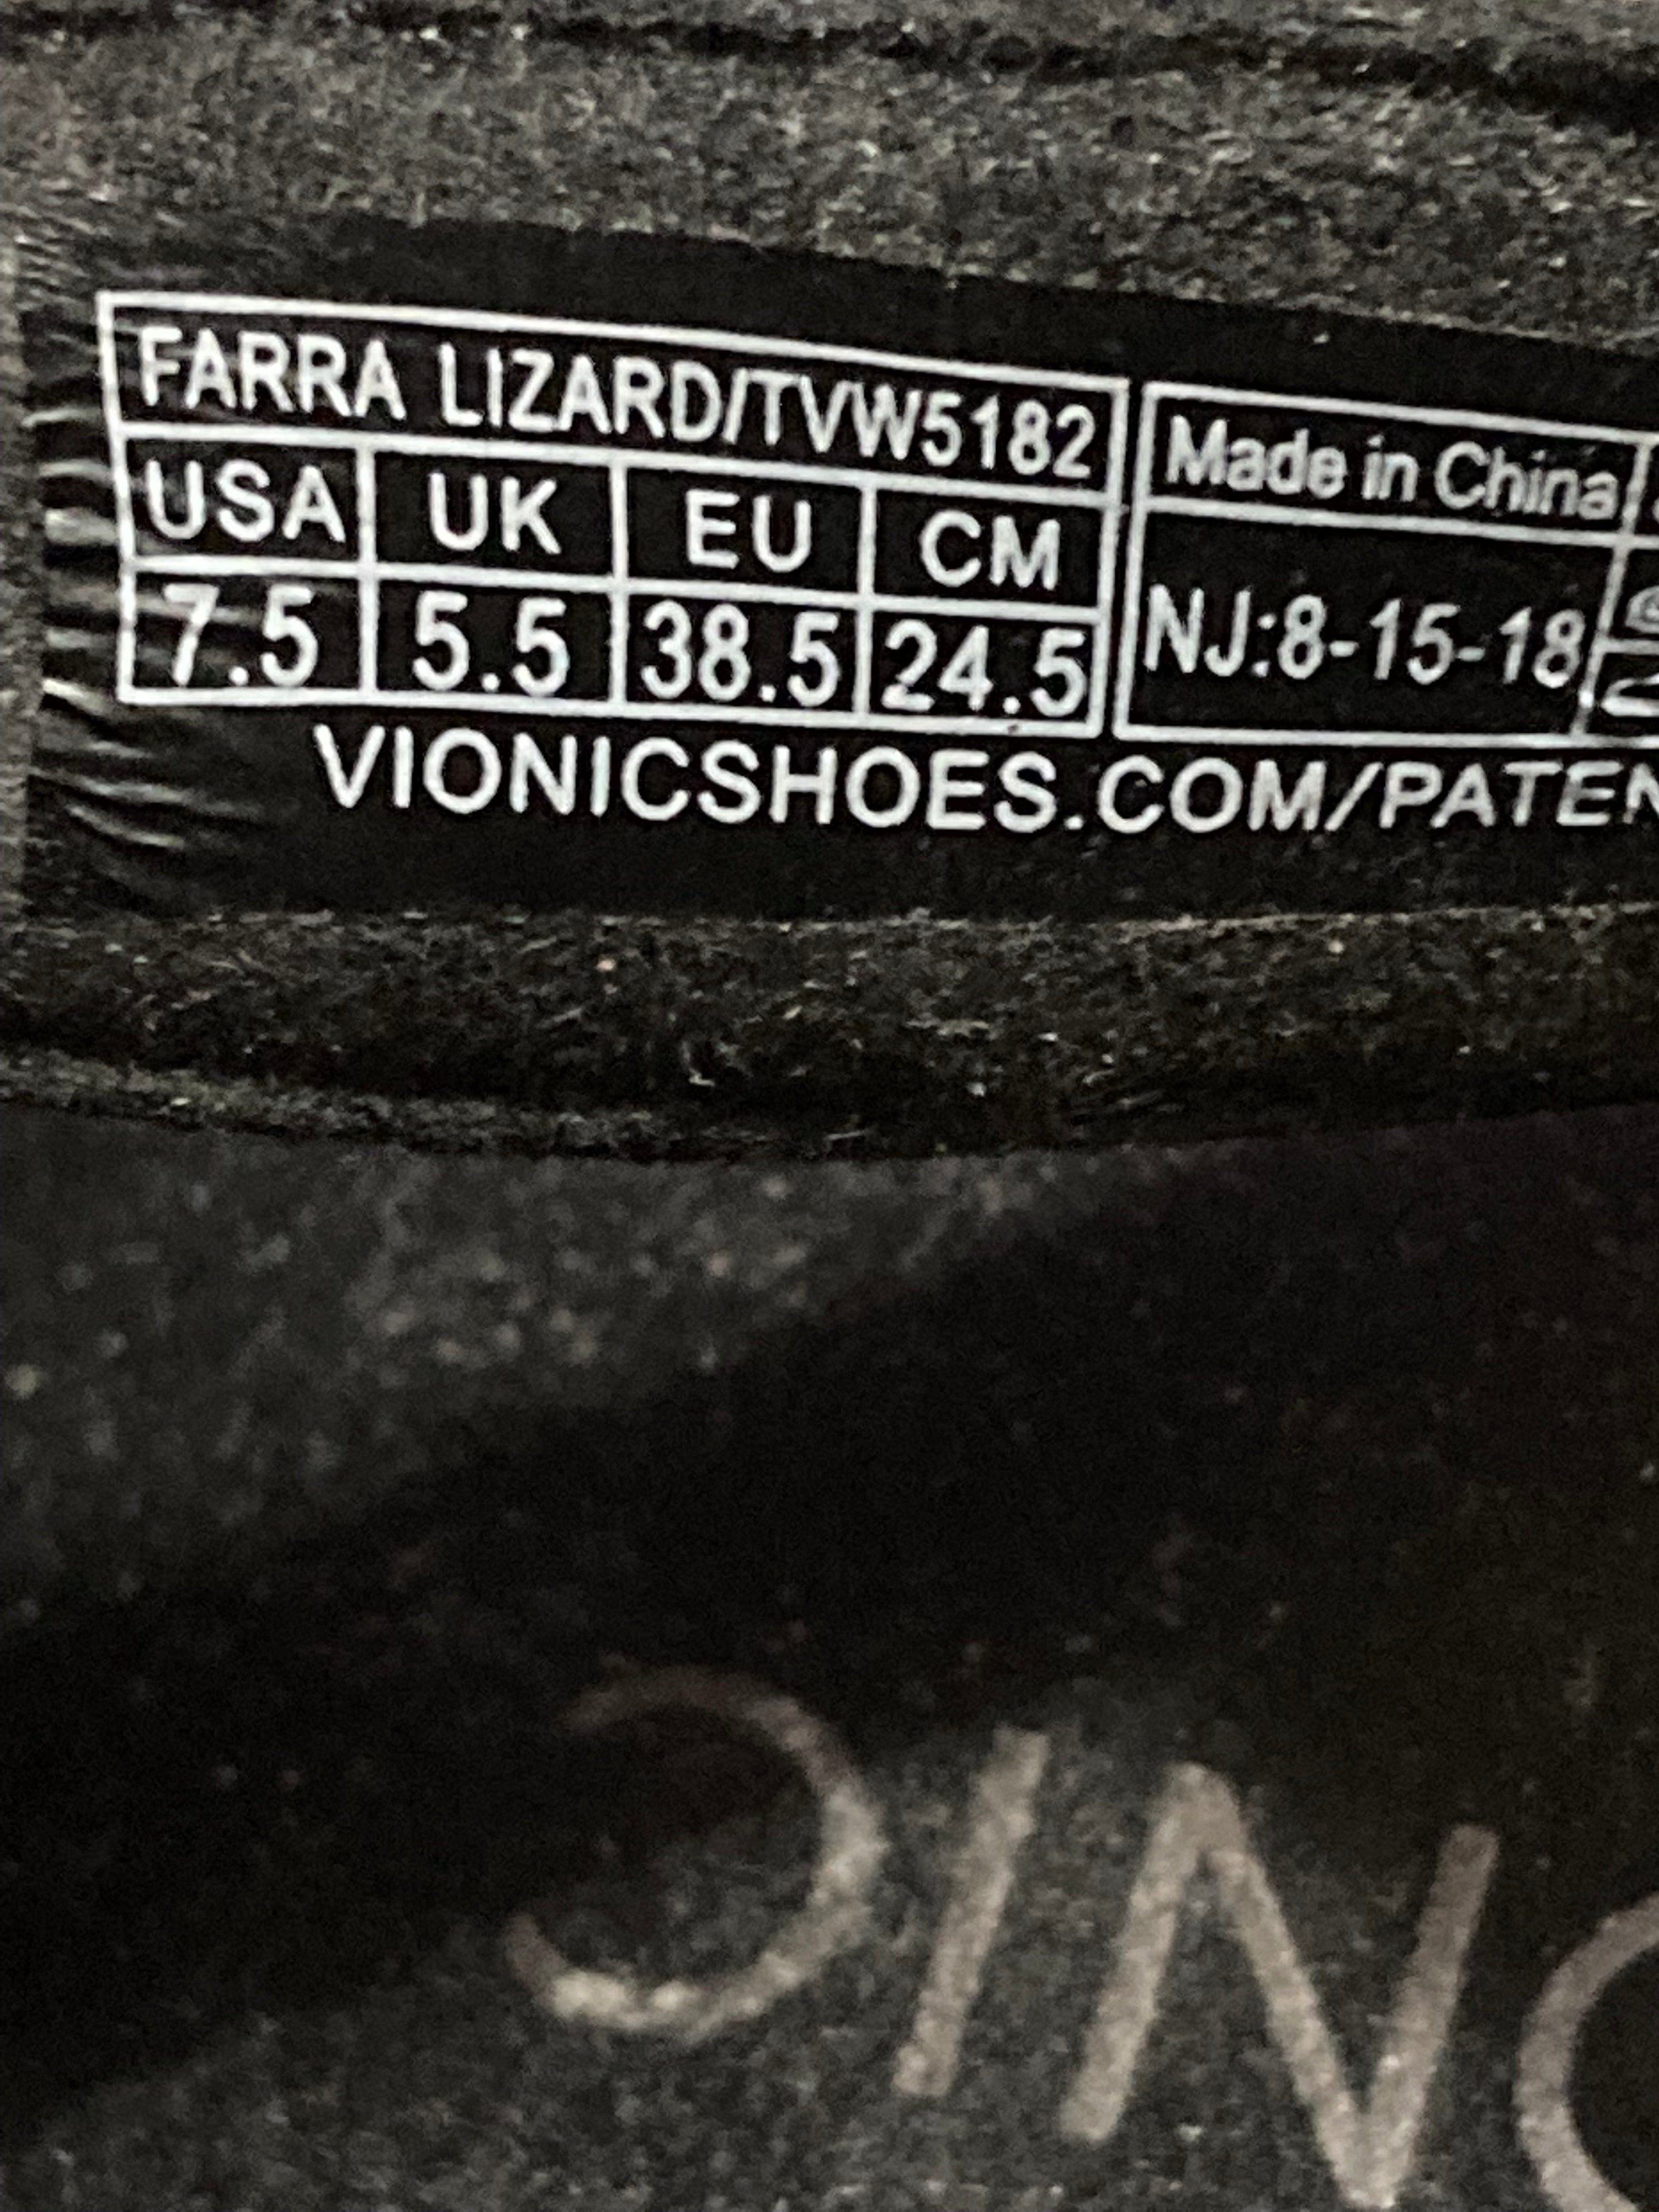 FARRA LIZARD/TVW5182
Made in China
USA UK EU CM
7.5 5.5 38.5 24.5
NJ:8-15-18
VIONICSHOES.COM/PATEN
ONIC